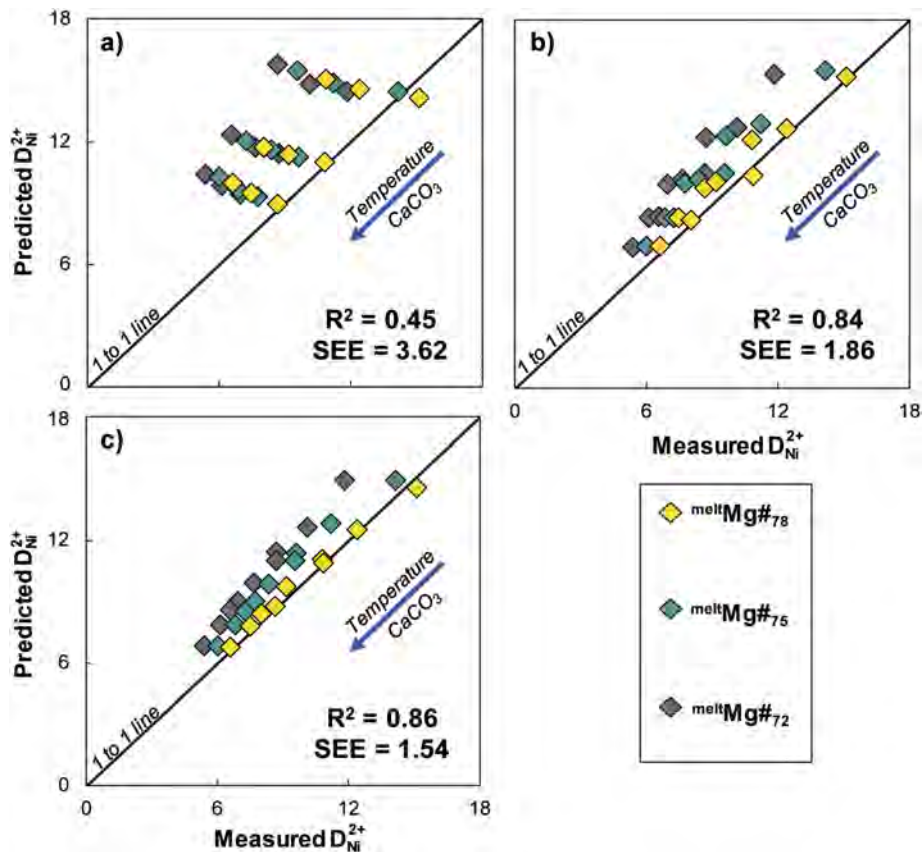 a)
18
12
6
0
Predicted D²⁺Ni
Temperature
CaCO₃
1 to 1 line
R² = 0.45
SEE = 3.62
b)
18
Temperature
CaCO₃
1 to 1 line
R² = 0.84
SEE = 1.86
0
6
12
18
Measured D²⁺Ni
c)
18
12
6
0
Predicted D²⁺Ni
Temperature
CaCO₃
1 to 1 line
R² = 0.86
SEE = 1.54
0
6
12
18
Measured D²⁺Ni
meltMg#₇₈
meltMg#₇₅
meltMg#₇₂